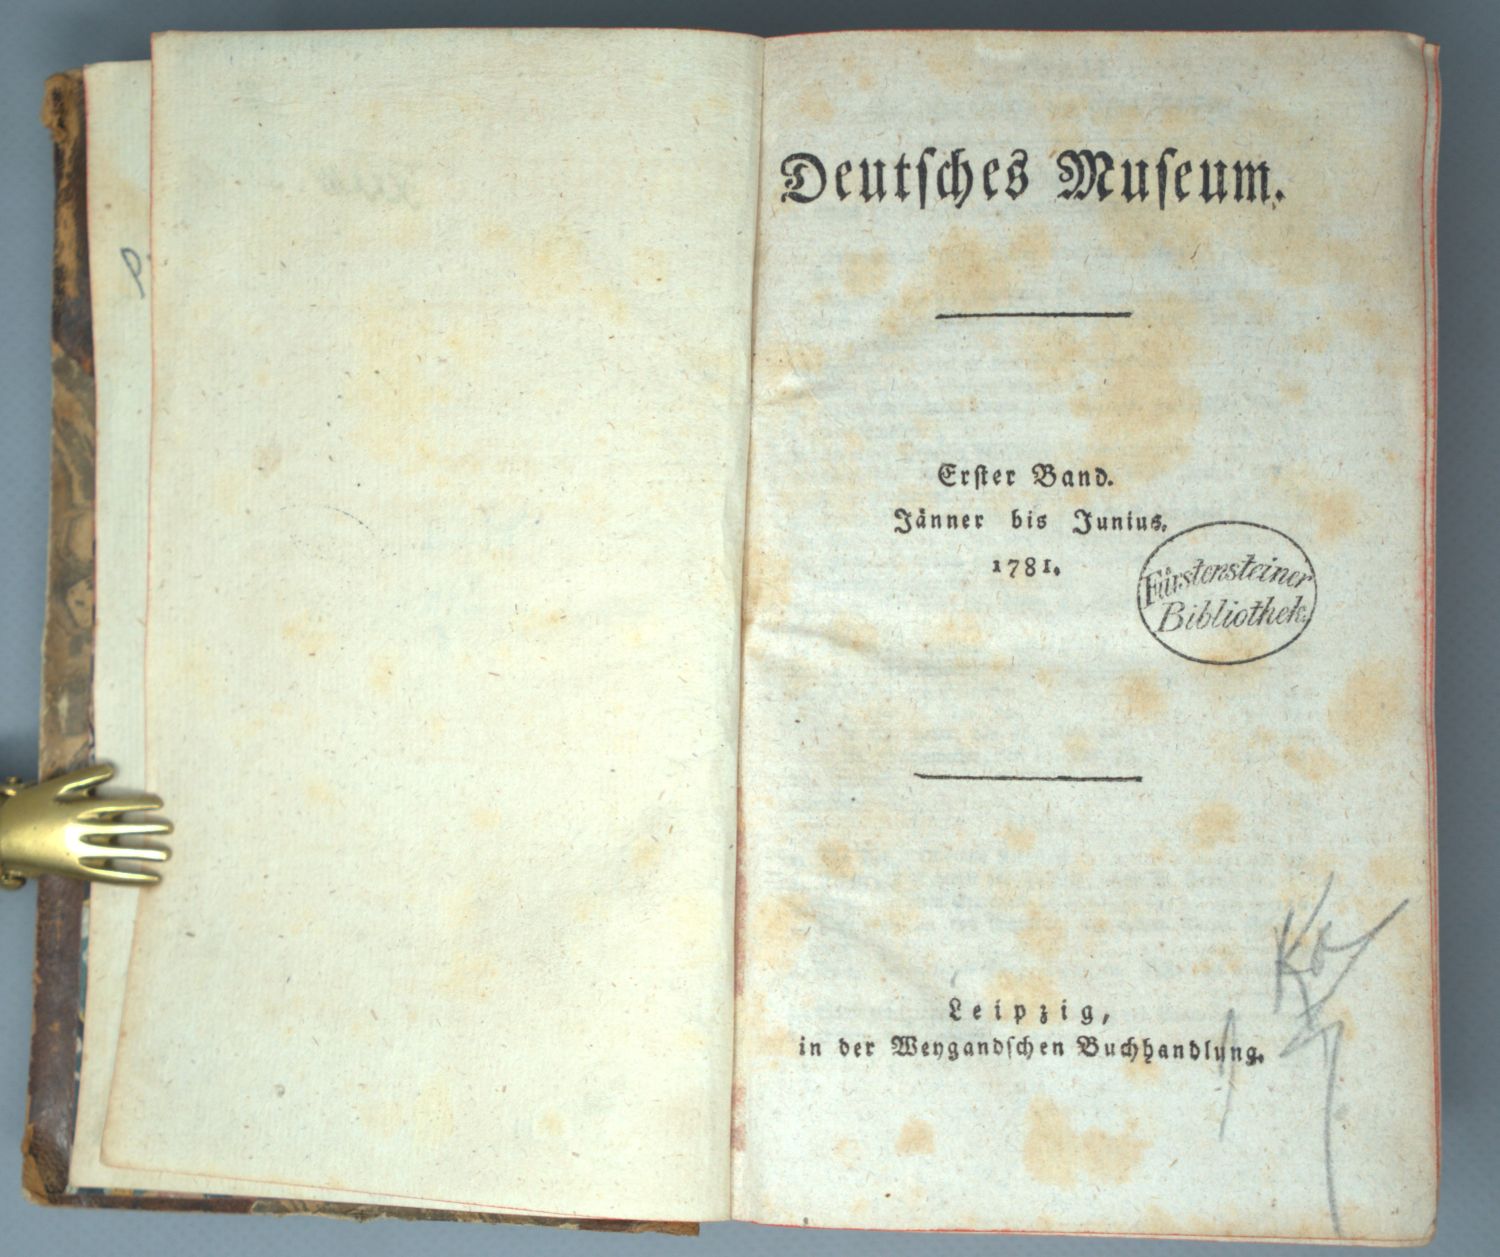 Deutſches Muſeum.
Erſter Band.
Jänner bis Junius.
1781.
Fürstensteiner
Bibliothek.
Leipzig,
in der Weygandſchen Buchhandlung.